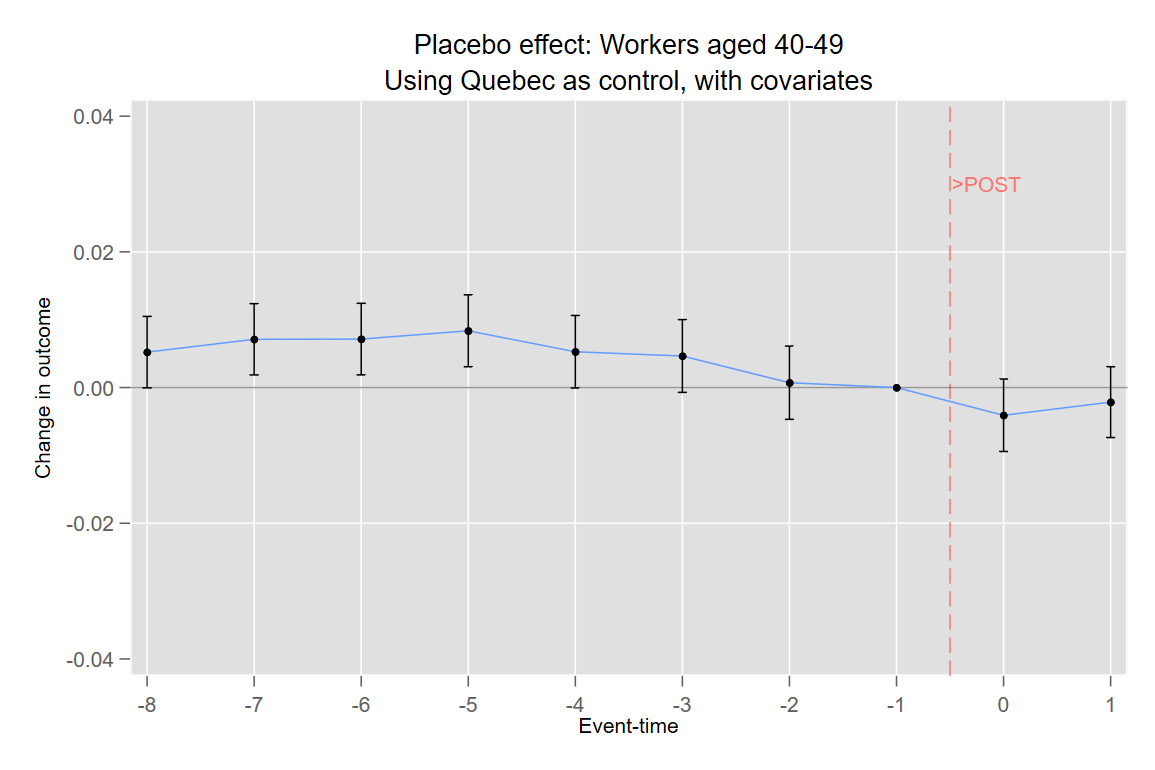 Placebo effect: Workers aged 40-49
Using Quebec as control, with covariates
0.04
0.02
0.00
-0.02
-0.04
Change in outcome
>POST
-8 -7 -6 -5 -4 -3 -2 -1 0 1
Event-time